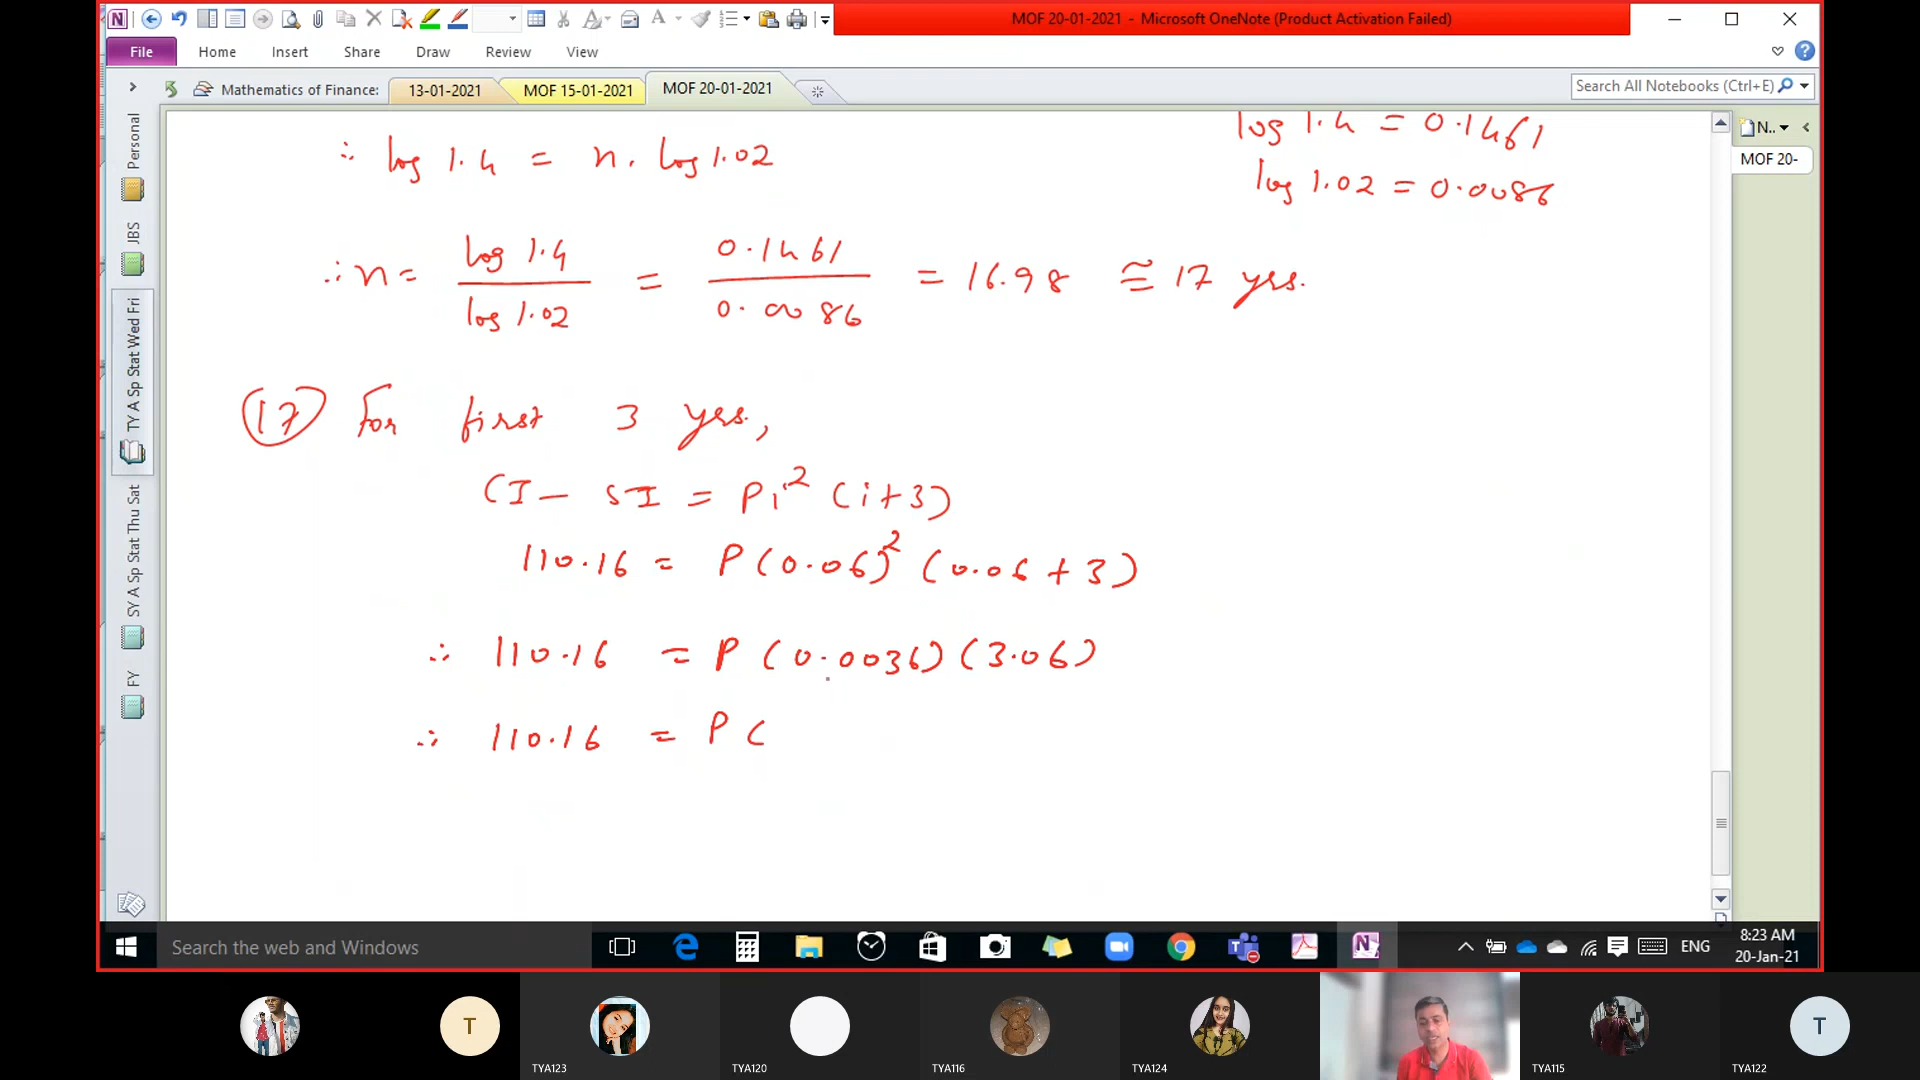 MOF 20-01-2021 - Microsoft OneNote (Product Activation Failed)
File Home Insert Share Draw Review View
Mathematics of Finance: 13-01-2021 MOF 15-01-2021 MOF 20-01-2021
Search All Notebooks (Ctrl+E)
N..
MOF 20-
Personal
JBS
TY A Sp Stat Wed Fri
SY A Sp Stat Thu Sat
FY
log 1.4 = 0.1461
∴ log 1.4 = n. log 1.02
log 1.02 = 0.0086
∴ n = log 1.4 / log 1.02 = 0.1461 / 0.0086 = 16.98 ≅ 17 yrs.
(17) For first 3 yrs,
CI - SI = Pi² (i+3)
110.16 = P(0.06)² (0.06 + 3)
∴ 110.16 = P (0.0036) (3.06)
∴ 110.16 = P (
Search the web and Windows
ENG
8:23 AM
20-Jan-21
T
T
TYA123
TYA120
TYA116
TYA124
TYA115
TYA122